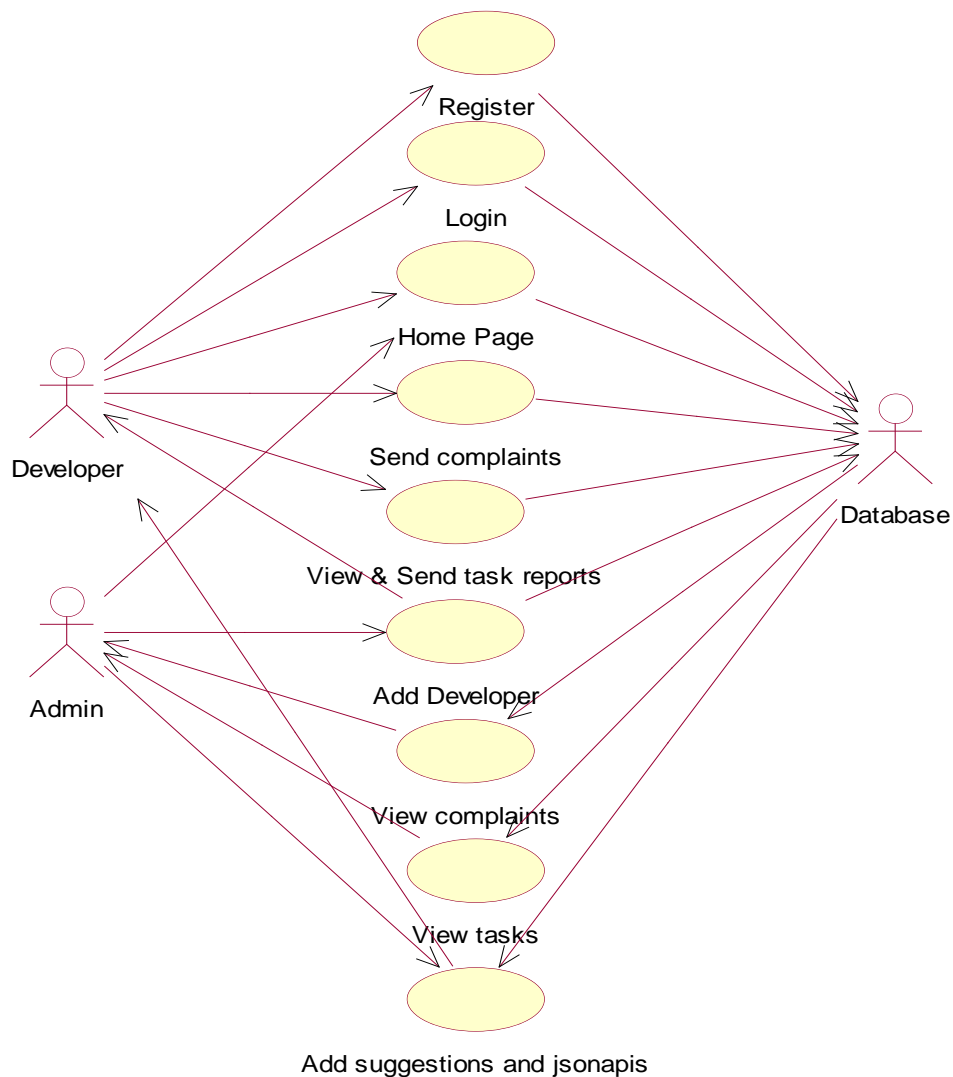 Register
Login
Home Page
Send complaints
Developer
Database
View & Send task reports
Add Developer
Admin
View complaints
View tasks
Add suggestions and jsonapis